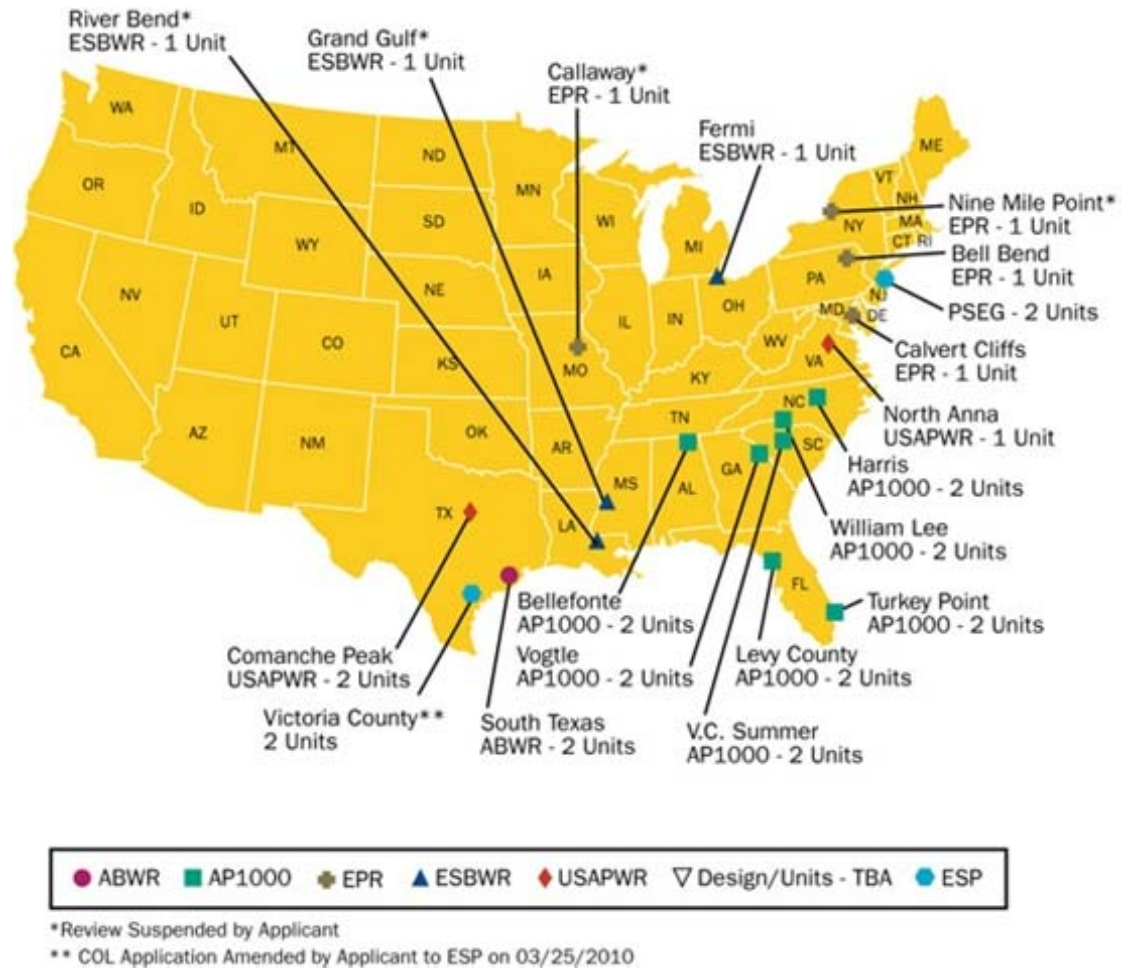 River Bend*
ESBWR - 1 Unit
Grand Gulf*
ESBWR - 1 Unit
Callaway*
EPR - 1 Unit
Fermi
ESBWR - 1 Unit
Nine Mile Point*
EPR - 1 Unit
Bell Bend
EPR - 1 Unit
PSEG - 2 Units
Calvert Cliffs
EPR - 1 Unit
North Anna
USAPWR - 1 Unit
Harris
AP1000 - 2 Units
William Lee
AP1000 - 2 Units
Turkey Point
AP1000 - 2 Units
Levy County
AP1000 - 2 Units
V.C. Summer
AP1000 - 2 Units
Bellefonte
AP1000 - 2 Units
Vogtle
AP1000 - 2 Units
South Texas
ABWR - 2 Units
Comanche Peak
USAPWR - 2 Units
Victoria County**
2 Units
WA
MT
ND
MN
ME
OR
ID
SD
WI
VT
NH
WY
MI
NY
MA
CT RI
IA
NE
PA
NV
NJ
UT
IL
IN
OH
MD
DE
CA
CO
KS
MO
WV
VA
KY
NC
TN
AZ
NM
OK
AR
SC
MS
AL
GA
TX
LA
FL
ABWR
AP1000
EPR
ESBWR
USAPWR
Design/Units - TBA
ESP
*Review Suspended by Applicant
** COL Application Amended by Applicant to ESP on 03/25/2010